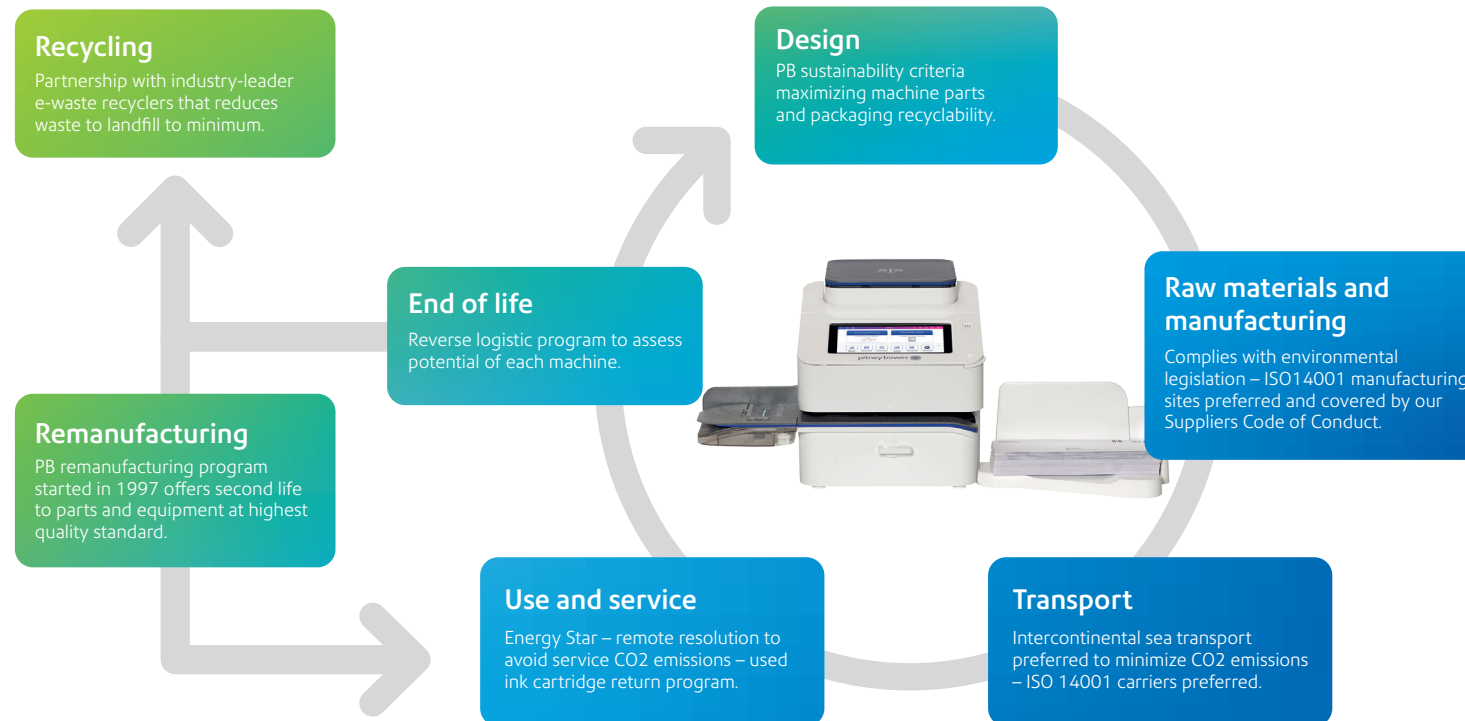 Recycling
Partnership with industry-leader
e-waste recyclers that reduces
waste to landfill to minimum.
Design
PB sustainability criteria
maximizing machine parts
and packaging recyclability.
End of life
Reverse logistic program to assess
potential of each machine.
pitney bowes
Raw materials and
manufacturing
Complies with environmental
legislation – ISO14001 manufacturing
sites preferred and covered by our
Suppliers Code of Conduct.
Remanufacturing
PB remanufacturing program
started in 1997 offers second life
to parts and equipment at highest
quality standard.
Use and service
Energy Star – remote resolution to
avoid service CO2 emissions – used
ink cartridge return program.
Transport
Intercontinental sea transport
preferred to minimize CO2 emissions
– ISO 14001 carriers preferred.